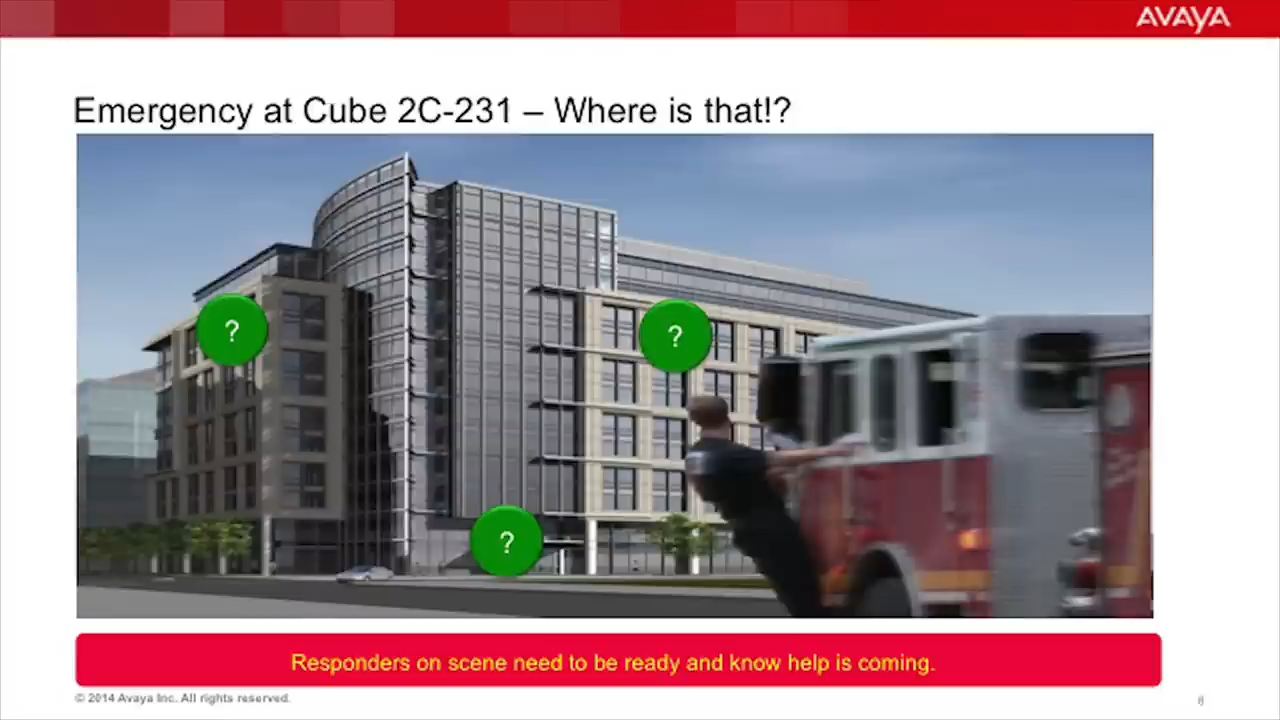 AVAYA
Emergency at Cube 2C-231 – Where is that!?
?
?
?
Responders on scene need to be ready and know help is coming.
© 2014 Avaya Inc. All rights reserved.